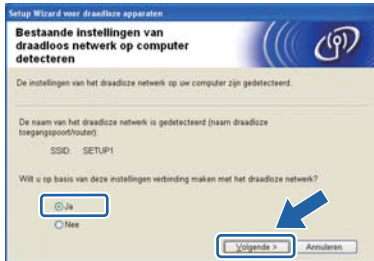 Setup Wizard voor draadloze apparaten
Bestaande instellingen van
draadloos netwerk op computer
detecteren
De instellingen van het draadloze netwerk op uw computer zijn gedetecteerd.
De naam van het draadloze netwerk is gedetecteerd (naam draadloze
toegangspoort/router):
SSID: SETUP1
Wilt u op basis van deze instellingen verbinding maken met het draadloze netwerk?
Ja
Nee
Volgende >
Annuleren